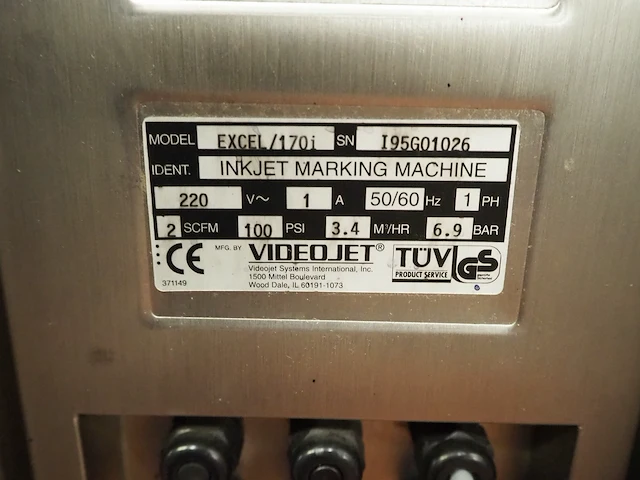 MODEL EXCEL/170i SN I95G01026
IDENT. INKJET MARKING MACHINE
220 V~ 1 A 50/60 Hz 1 PH
2 SCFM 100 PSI 3.4 M³/HR 6.9 BAR
CE MFG. BY VIDEOJET® TÜV GS
PRODUCT SERVICE
Videojet Systems International, Inc.
1500 Mittel Boulevard
371149 Wood Dale, IL 60191-1073